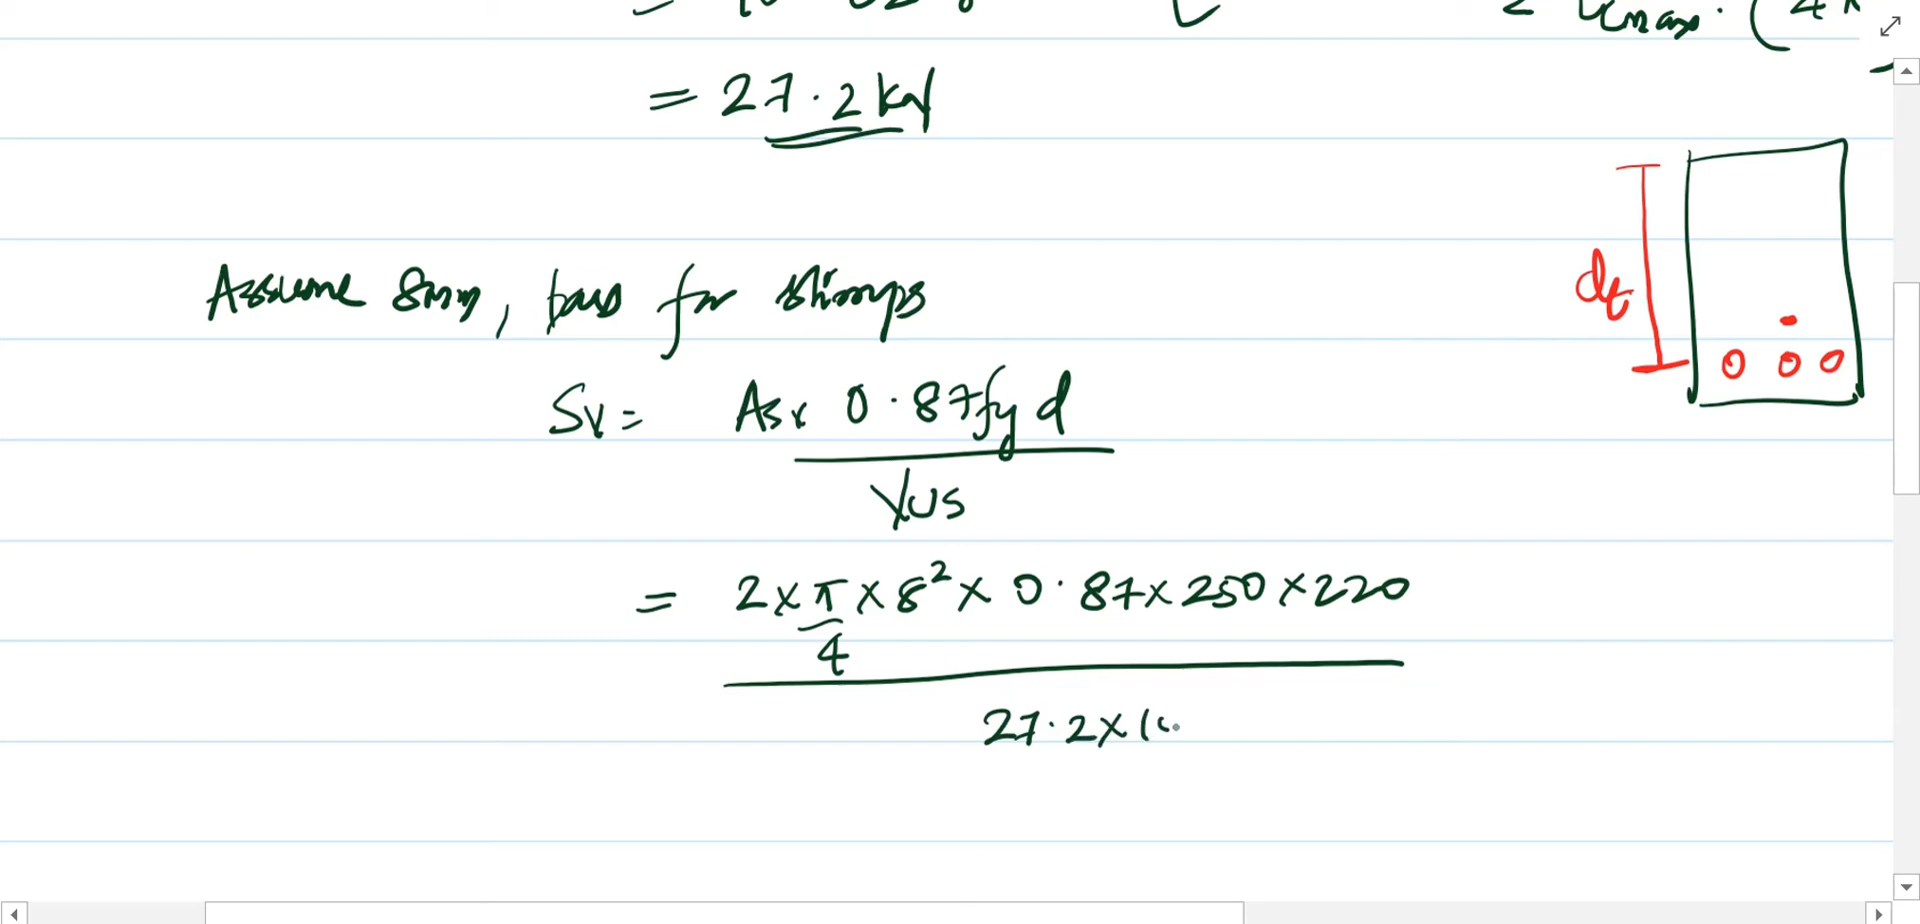 = 27.2 kN
Assume 8mm, bars for stirrups
dt
Sv = Asv 0.87fy d
Vus
= 2 x π x 8² x 0.87 x 250 x 220
4
27.2 x 10